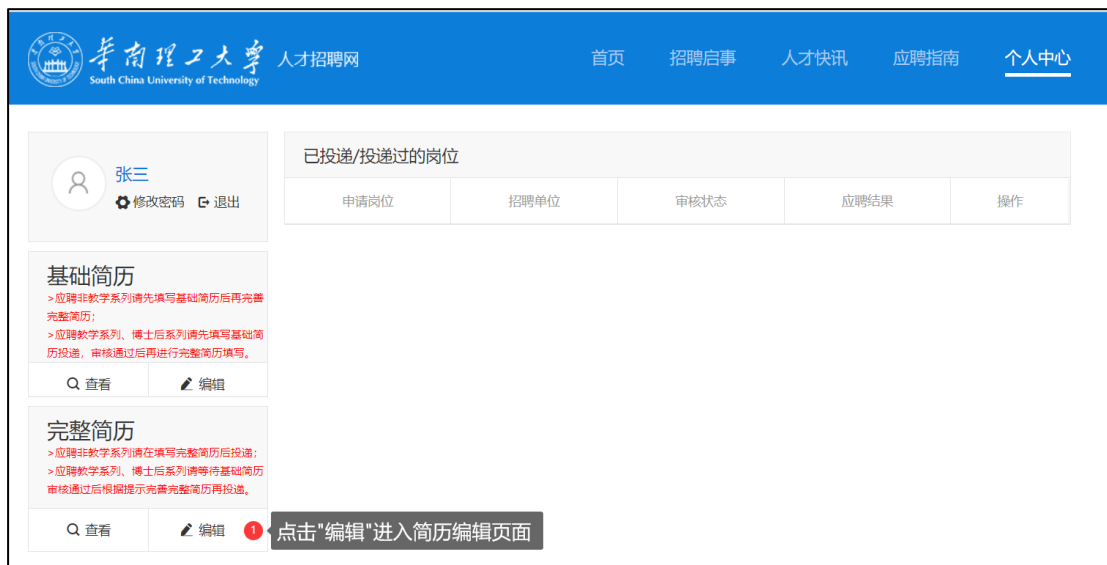 华南理工大学 人才招聘网
South China University of Technology
首页 招聘启事 人才快讯 应聘指南 个人中心
张三
修改密码 退出
已投递/投递过的岗位
申请岗位 招聘单位 审核状态 应聘结果 操作
基础简历
>应聘非教学系列请先填写基础简历后再完善
完整简历;
>应聘教学系列、博士后系列请先填写基础简
历投递，审核通过后再进行完整简历填写。
查看 编辑
完整简历
>应聘非教学系列请在填写完整简历后投递;
>应聘教学系列、博士后系列请等待基础简历
审核通过后根据提示完善完整简历再投递。
查看 编辑 1 点击"编辑"进入简历编辑页面